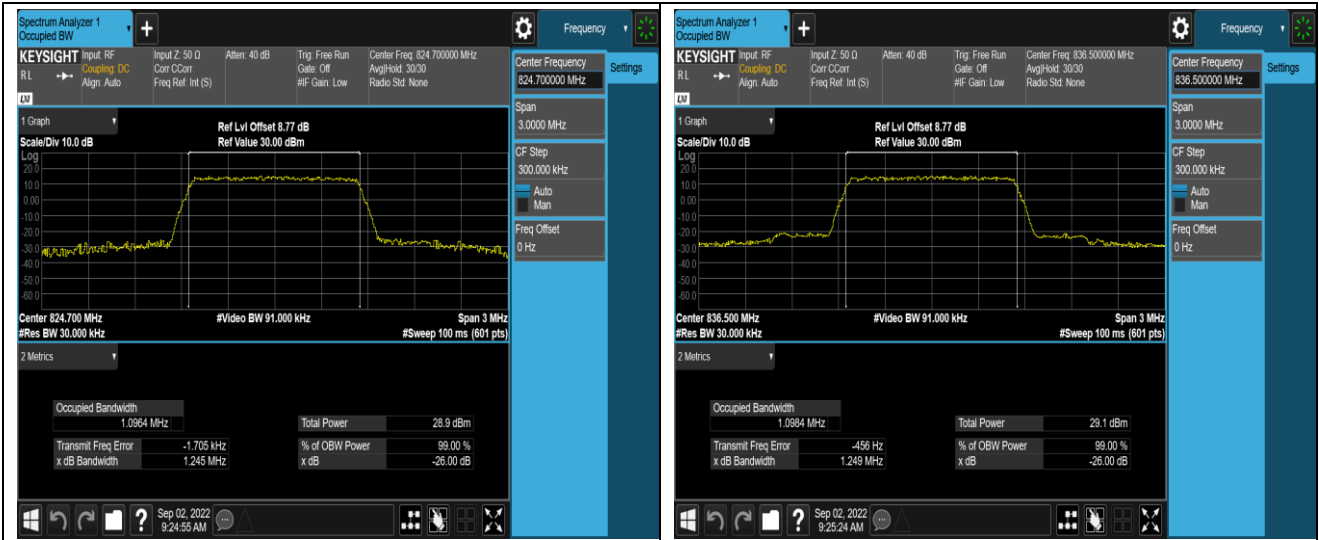 Spectrum Analyzer 1
Occupied BW
+
Frequency
KEYSIGHT Input: RF Input Z: 50 Ω Atten: 40 dB Trig: Free Run Center Freq: 824.700000 MHz
Coupling: DC Corr CCorr Gate: Off Avg|Hold: 30/30
RL Align: Auto Freq Ref: Int (S) #IF Gain: Low Radio Std: None
LXI
Center Frequency
824.700000 MHz
Settings
Span
3.0000 MHz
CF Step
300.000 kHz
Auto
Man
Freq Offset
0 Hz
1 Graph
Ref Lvl Offset 8.77 dB
Scale/Div 10.0 dB Ref Value 30.00 dBm
Log
20.0
10.0
0.00
-10.0
-20.0
-30.0
-40.0
-50.0
-60.0
Center 824.700 MHz #Video BW 91.000 kHz Span 3 MHz
#Res BW 30.000 kHz #Sweep 100 ms (601 pts)
2 Metrics
Occupied Bandwidth
1.0964 MHz Total Power 28.9 dBm
Transmit Freq Error -1.705 kHz % of OBW Power 99.00 %
x dB Bandwidth 1.245 MHz x dB -26.00 dB
? Sep 02, 2022
9:24:55 AM
Spectrum Analyzer 1
Occupied BW
+
Frequency
KEYSIGHT Input: RF Input Z: 50 Ω Atten: 40 dB Trig: Free Run Center Freq: 836.500000 MHz
Coupling: DC Corr CCorr Gate: Off Avg|Hold: 30/30
RL Align: Auto Freq Ref: Int (S) #IF Gain: Low Radio Std: None
LXI
Center Frequency
836.500000 MHz
Settings
Span
3.0000 MHz
CF Step
300.000 kHz
Auto
Man
Freq Offset
0 Hz
1 Graph
Ref Lvl Offset 8.77 dB
Scale/Div 10.0 dB Ref Value 30.00 dBm
Log
20.0
10.0
0.00
-10.0
-20.0
-30.0
-40.0
-50.0
-60.0
Center 836.500 MHz #Video BW 91.000 kHz Span 3 MHz
#Res BW 30.000 kHz #Sweep 100 ms (601 pts)
2 Metrics
Occupied Bandwidth
1.0984 MHz Total Power 29.1 dBm
Transmit Freq Error -456 Hz % of OBW Power 99.00 %
x dB Bandwidth 1.249 MHz x dB -26.00 dB
? Sep 02, 2022
9:25:24 AM